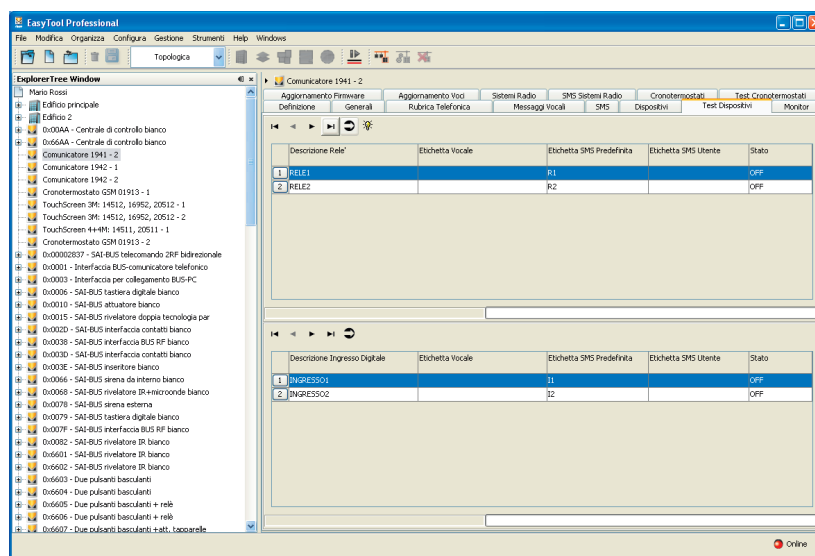 EasyTool Professional
File Modifica Organizza Configura Gestione Strumenti Help Windows
Topologica
ExplorerTree Window
Mario Rossi
Edificio principale
Edificio 2
0x00AA - Centrale di controllo bianco
0x66AA - Centrale di controllo bianco
Comunicatore 1941 - 2
Comunicatore 1942 - 1
Comunicatore 1942 - 2
Cronotermostato GSM 01913 - 1
TouchScreen 3M: 14512, 16952, 20512 - 1
TouchScreen 3M: 14512, 16952, 20512 - 2
TouchScreen 4+4M: 14511, 20511 - 1
Cronotermostato GSM 01913 - 2
0x00002837 - SAI-BUS telecomando 2RF bidirezionale
0x0001 - Interfaccia BUS-comunicatore telefonico
0x0003 - Interfaccia per collegamento BUS-PC
0x0006 - SAI-BUS tastiera digitale bianco
0x0010 - SAI-BUS attuatore bianco
0x0015 - SAI-BUS rivelatore doppia tecnologia par
0x002D - SAI-BUS interfaccia contatti bianco
0x0038 - SAI-BUS interfaccia BUS RF bianco
0x003D - SAI-BUS interfaccia contatti bianco
0x003E - SAI-BUS inseritore bianco
0x0066 - SAI-BUS sirena da interno bianco
0x0068 - SAI-BUS rivelatore IR+microonde bianco
0x0078 - SAI-BUS sirena esterna
0x0079 - SAI-BUS tastiera digitale bianco
0x007F - SAI-BUS interfaccia BUS RF bianco
0x0082 - SAI-BUS rivelatore IR bianco
0x6601 - SAI-BUS rivelatore IR bianco
0x6602 - SAI-BUS rivelatore IR bianco
0x6603 - Due pulsanti basculanti
0x6604 - Due pulsanti basculanti
0x6605 - Due pulsanti basculanti + relè
0x6606 - Due pulsanti basculanti + relè
0x6607 - Due pulsanti basculanti +att. tapparelle
Comunicatore 1941 - 2
Aggiornamento Firmware Aggiornamento Voci Sistemi Radio SMS Sistemi Radio Cronotermostati Test Cronotermostati
Definizione Generali Rubrica Telefonica Messaggi Vocali SMS Dispositivi Test Dispositivi Monitor
Descrizione Rele' Etichetta Vocale Etichetta SMS Predefinita Etichetta SMS Utente Stato
1 RELE1 R1 OFF
2 RELE2 R2 OFF
Descrizione Ingresso Digitale Etichetta Vocale Etichetta SMS Predefinita Etichetta SMS Utente Stato
1 INGRESSO1 I1 OFF
2 INGRESSO2 I2 OFF
Online